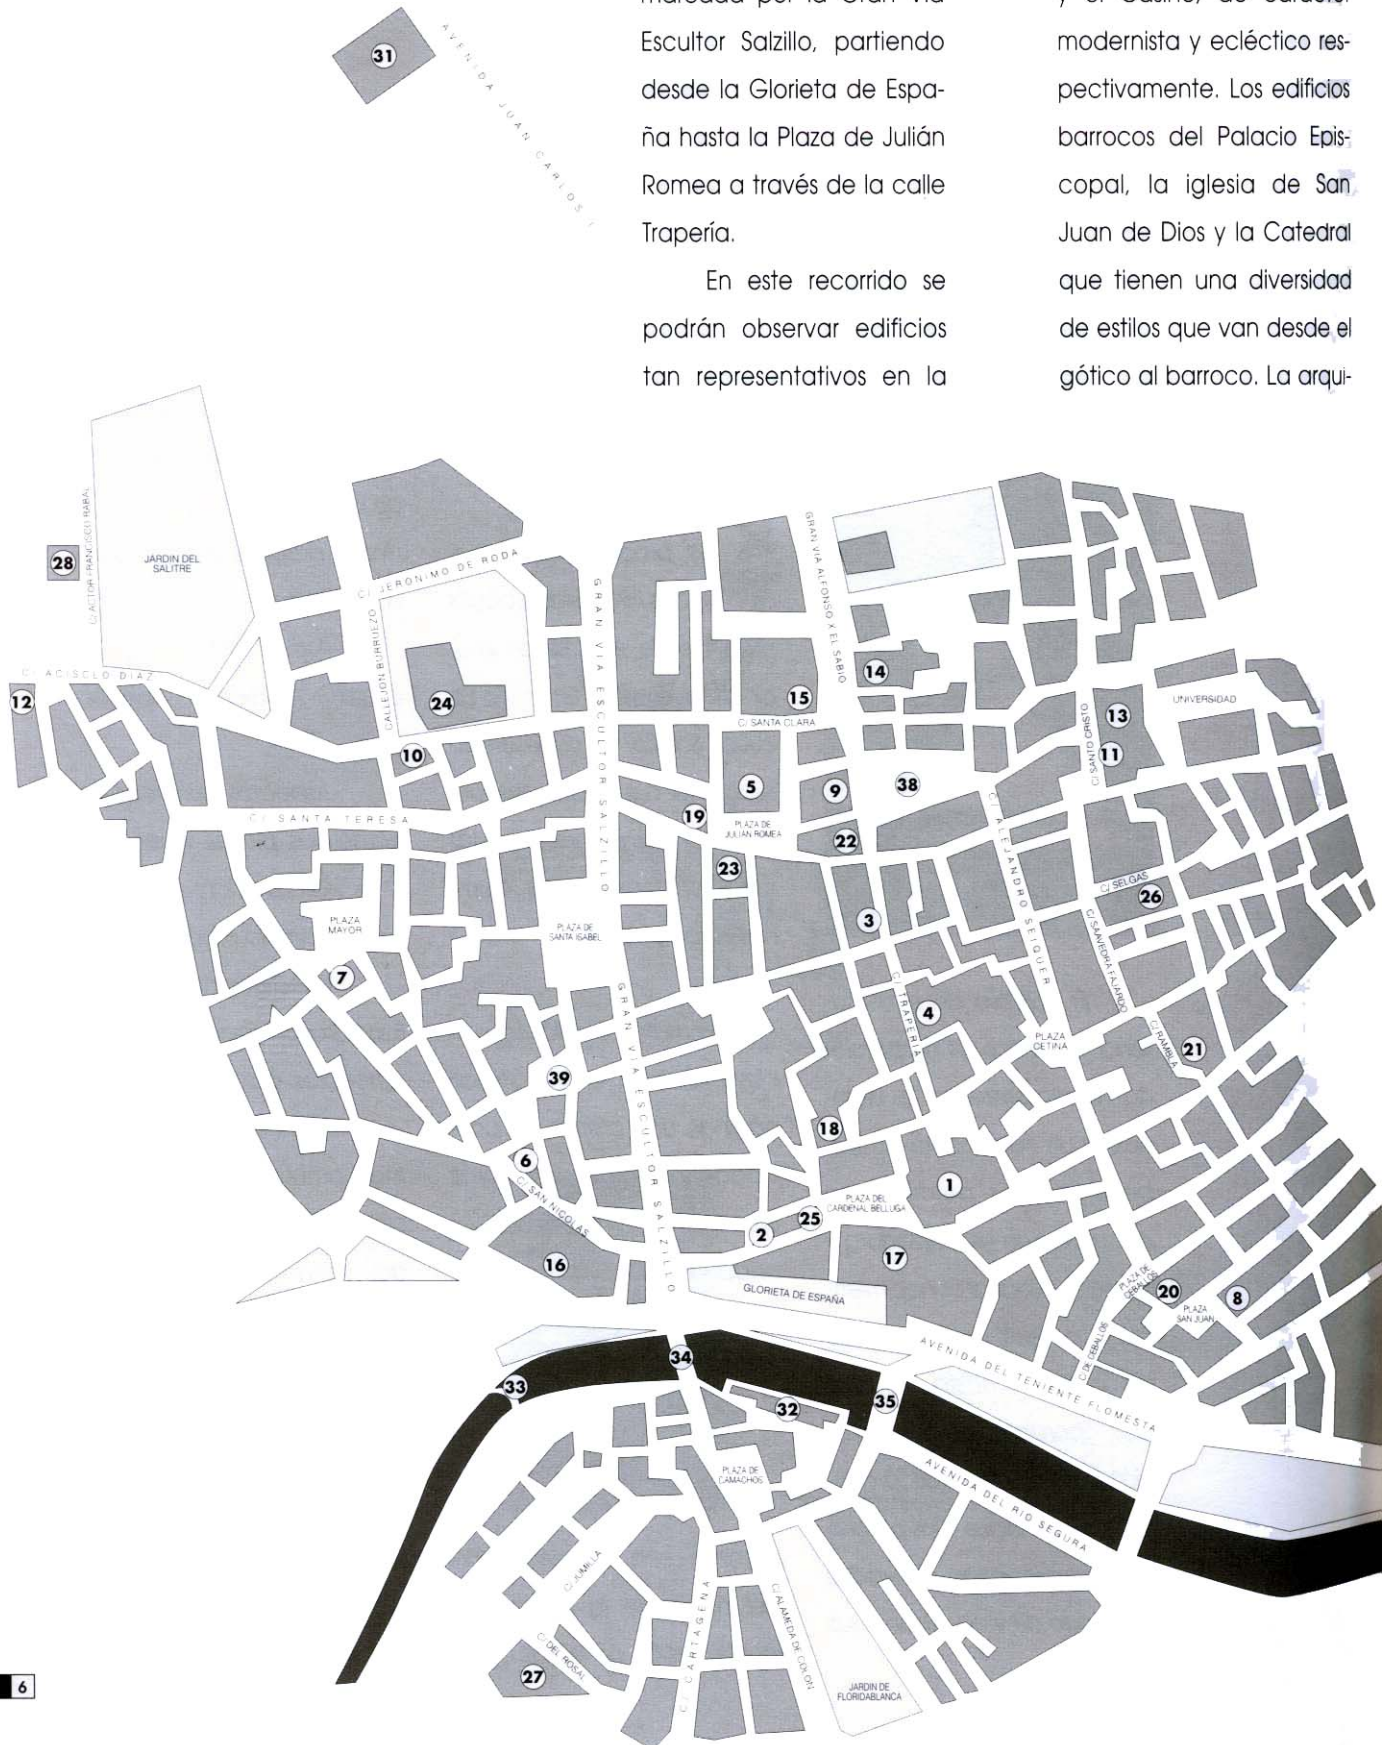 Escultor Salzillo, partiendo
desde la Glorieta de Espa-
ña hasta la Plaza de Julián
Romea a través de la calle
Trapería.
En este recorrido se
podrán observar edificios
tan representativos en la
modernista y ecléctico res-
pectivamente. Los edificios
barrocos del Palacio Epis-
copal, la iglesia de San
Juan de Dios y la Catedral
que tienen una diversidad
de estilos que van desde el
gótico al barroco. La arqui-
31
AVENIDA JUAN CARLOS I
28
C/ ACTOR FRANCISCO RABAL
JARDIN DEL
SALITRE
C/ JERONIMO DE RODA
CALLEJON BURRUEZO
GRAN VIA ESCULTOR SALZILLO
GRAN VIA ALFONSO X EL SABIO
C/ ACISCLO DIAZ
12
24
10
15
14
C/ SANTA CLARA
C/ SANTO CRISTO
13
11
UNIVERSIDAD
C/ SANTA TERESA
19
5
PLAZA DE
JULIAN ROMEA
9
38
22
23
C/ ALEJANDRO SEIQUER
C/ SELGAS
26
C/ SAAVEDRA FAJARDO
PLAZA
MAYOR
7
PLAZA DE
SANTA ISABEL
3
C/ TRAPERIA
4
PLAZA
CETINA
C/ RAMBLA
21
GRAN VIA ESCULTOR SALZILLO
39
18
6
C/ SAN NICOLAS
16
1
PLAZA DEL
CARDENAL BELLUGA
25
2
17
GLORIETA DE ESPAÑA
PLAZA DE
CEBALLOS
20
PLAZA
SAN JUAN
8
C/ DE CEBALLOS
AVENIDA DEL TENIENTE FLOMESTA
34
33
32
35
PLAZA DE
CAMACHOS
AVENIDA DEL RIO SEGURA
C/ JUMILLA
C/ DEL ROSAL
27
C/ CARTAGENA
C/ ALAMEDA DE COLON
JARDIN DE
FLORIDABLANCA
6